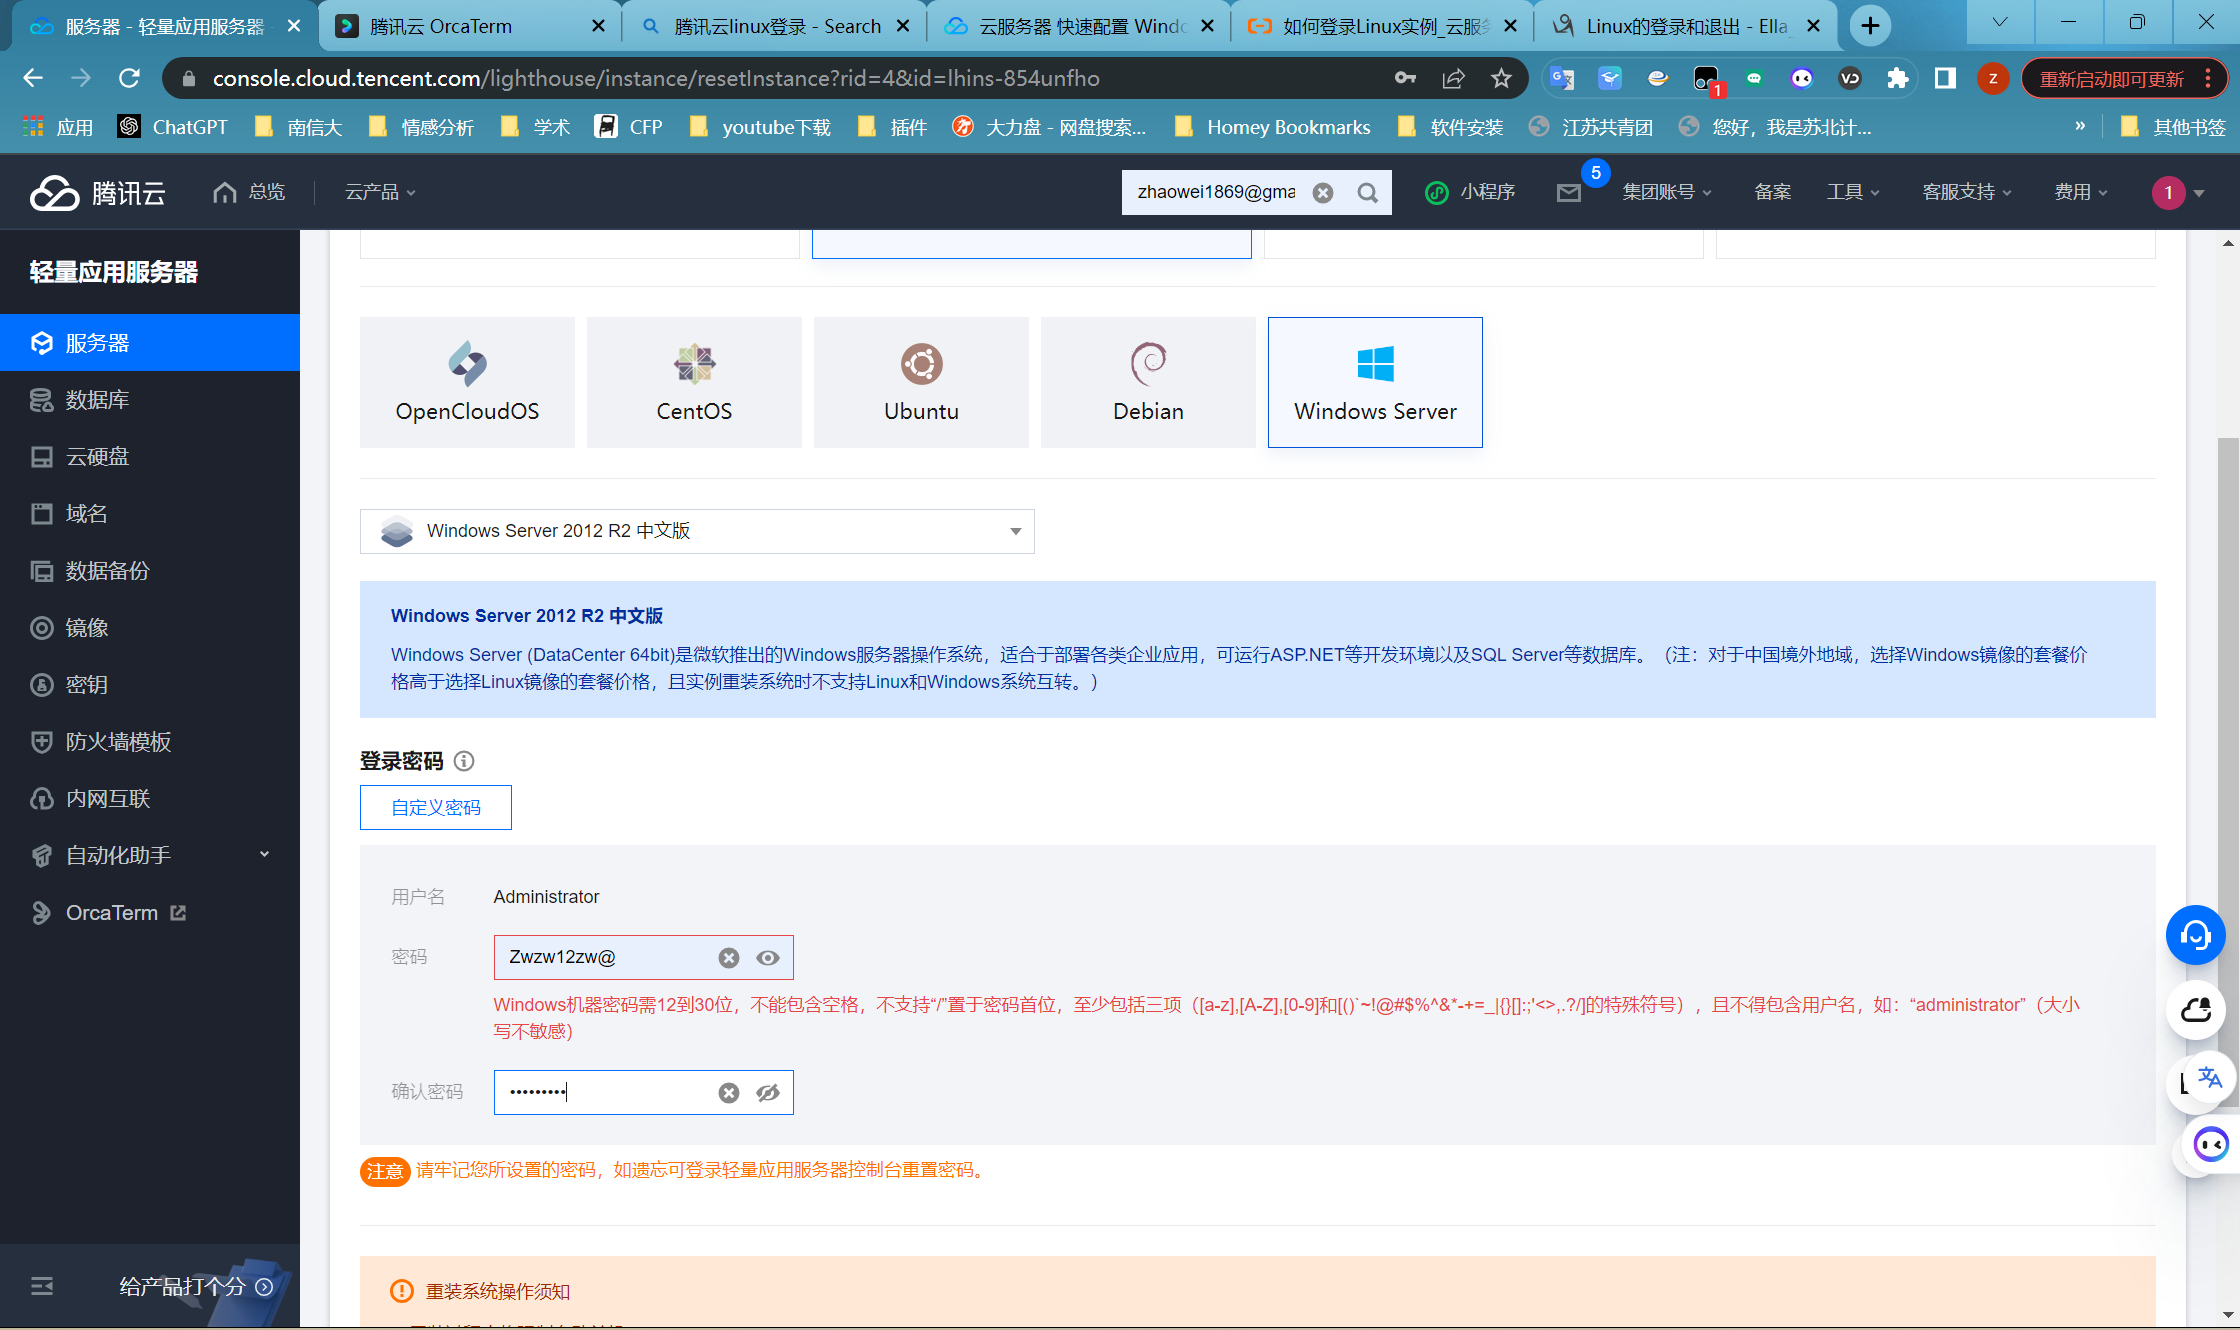 服务器 - 轻量应用服务器
腾讯云 OrcaTerm
腾讯云linux登录 - Search
云服务器 快速配置 Windo
如何登录Linux实例_云服务
Linux的登录和退出 - Ella_
console.cloud.tencent.com/lighthouse/instance/resetInstance?rid=4&id=lhins-854unfho
1
z
重新启动即可更新
应用
ChatGPT
南信大
情感分析
学术
CFP
youtube下载
插件
大力盘 - 网盘搜索...
Homey Bookmarks
软件安装
江苏共青团
您好，我是苏北计...
»
其他书签
腾讯云
总览
云产品
zhaowei1869@gma
小程序
5
集团账号
备案
工具
客服支持
费用
1
轻量应用服务器
服务器
数据库
云硬盘
域名
数据备份
镜像
密钥
防火墙模板
内网互联
自动化助手
OrcaTerm
给产品打个分
OpenCloudOS
CentOS
Ubuntu
Debian
Windows Server
Windows Server 2012 R2 中文版
Windows Server 2012 R2 中文版
Windows Server (DataCenter 64bit)是微软推出的Windows服务器操作系统，适合于部署各类企业应用，可运行ASP.NET等开发环境以及SQL Server等数据库。（注：对于中国境外地域，选择Windows镜像的套餐价
格高于选择Linux镜像的套餐价格，且实例重装系统时不支持Linux和Windows系统互转。）
登录密码
自定义密码
用户名
Administrator
密码
Zwzw12zw@
Windows机器密码需12到30位，不能包含空格，不支持“/”置于密码首位，至少包括三项（[a-z],[A-Z],[0-9]和[()`~!@#$%^&*-+=_|{}[]:;'<>,.?/]的特殊符号），且不得包含用户名，如：“administrator”（大小
写不敏感）
确认密码
•••••••••
注意 请牢记您所设置的密码，如遗忘可登录轻量应用服务器控制台重置密码。
重装系统操作须知